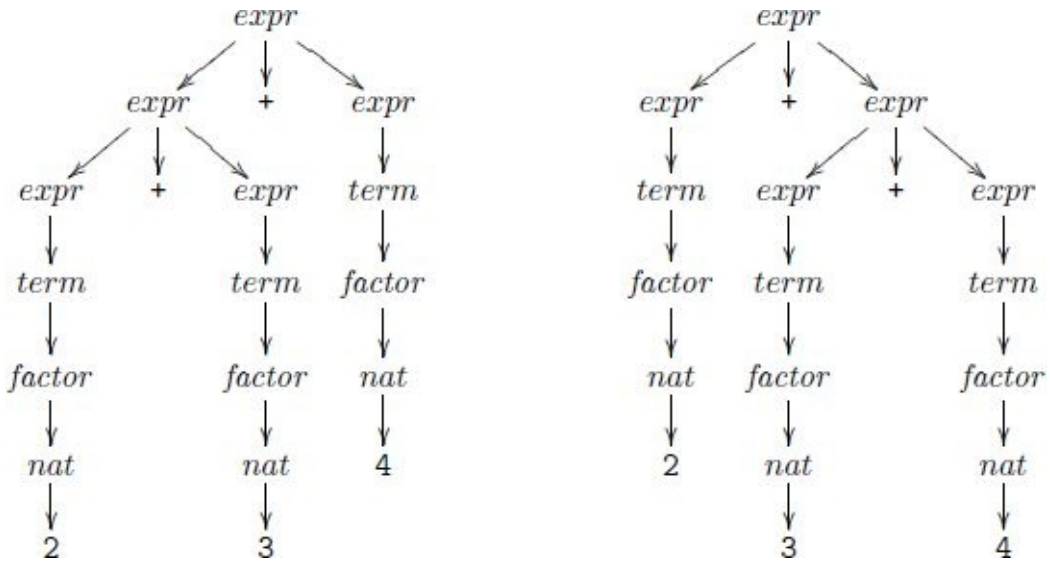 expr expr
expr + expr expr + expr
expr + expr term term expr + expr
term term factor factor term term
factor factor nat nat factor factor
nat nat 4 2 nat nat
2 3 3 4